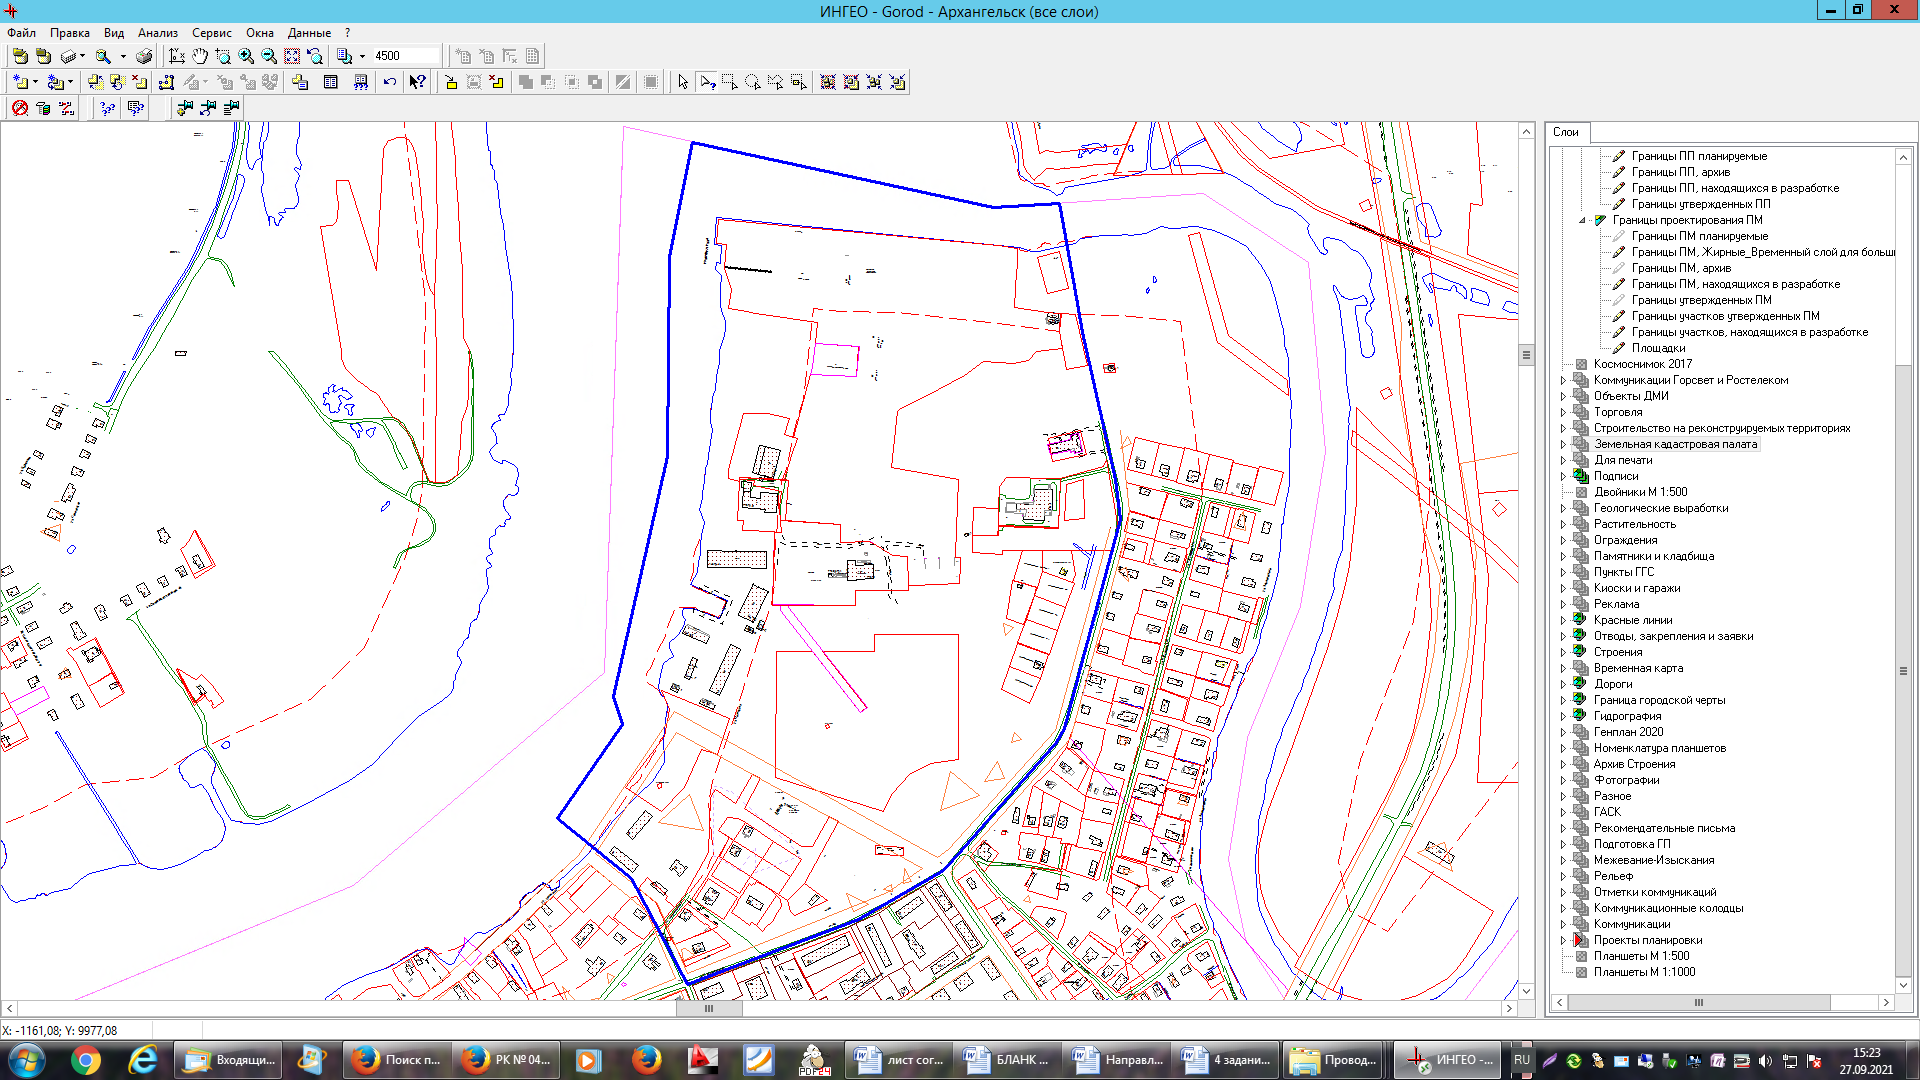 ИНГЕО - Gorod - Архангельск (все слои)
Файл Правка Вид Анализ Сервис Окна Данные ?
4500
Слои
Границы ПП планируемые
Границы ПП, архив
Границы ПП, находящихся в разработке
Границы утвержденных ПП
Границы проектирования ПМ
Границы ПМ планируемые
Границы ПМ, Жирные_Временный слой для больш
Границы ПМ, архив
Границы ПМ, находящихся в разработке
Границы утвержденных ПМ
Границы участков утвержденных ПМ
Границы участков, находящихся в разработке
Площадки
Космоснимок 2017
Коммуникации Горсвет и Ростелеком
Объекты ДМИ
Торговля
Строительство на реконструируемых территориях
Земельная кадастровая палата
Для печати
Подписи
Двойники М 1:500
Геологические выработки
Растительность
Ограждения
Памятники и кладбища
Пункты ГГС
Киоски и гаражи
Реклама
Красные линии
Отводы, закрепления и заявки
Строения
Временная карта
Дороги
Граница городской черты
Гидрография
Генплан 2020
Номенклатура планшетов
Архив Строения
Фотографии
Разное
ГАСК
Рекомендательные письма
Подготовка ГП
Межевание-Изыскания
Рельеф
Отметки коммуникаций
Коммуникационные колодцы
Коммуникации
Проекты планировки
Планшеты М 1:500
Планшеты М 1:1000
X: -1161,08; Y: 9977,08
Входящи...
Поиск п...
РК № 04...
PDF24
лист сог...
БЛАНК ...
Направл...
4 задани...
Провод...
ИНГЕО -...
RU
15:23
27.09.2021